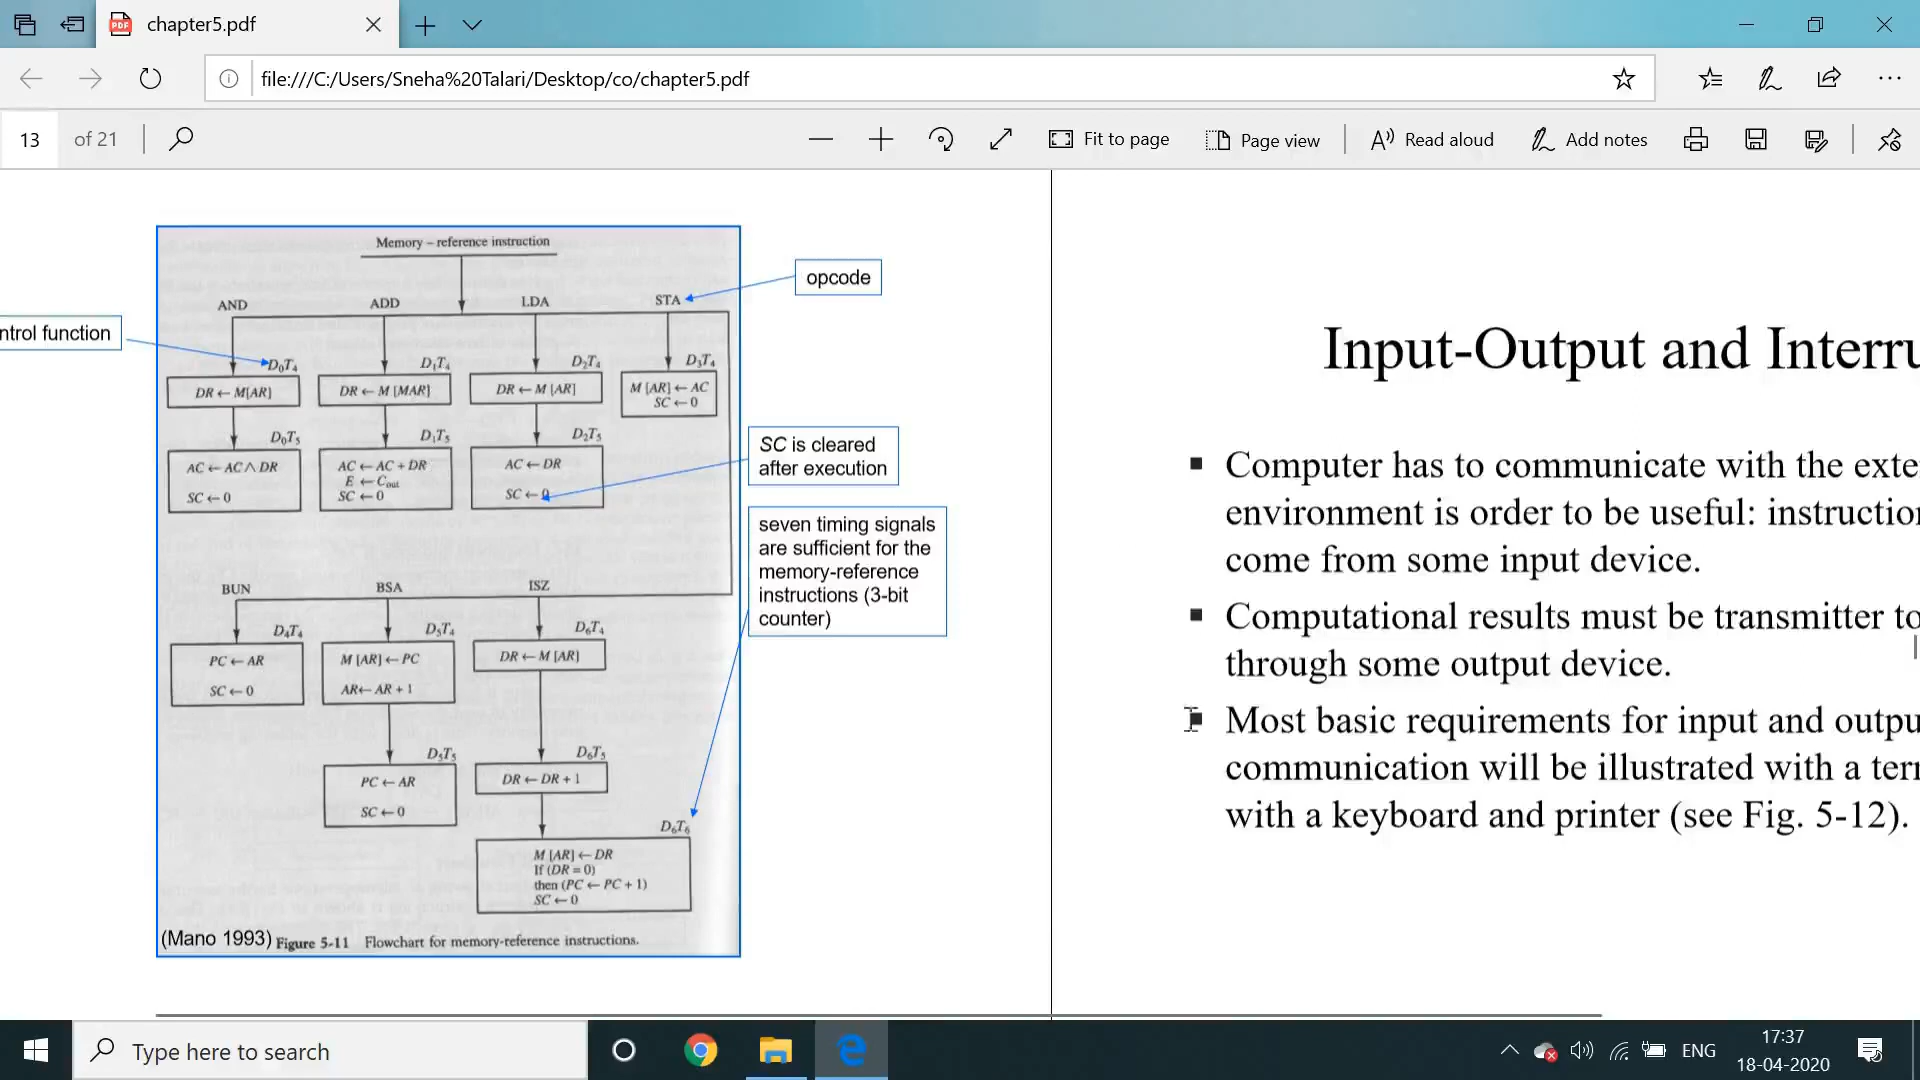 chapter5.pdf
file:///C:/Users/Sneha%20Talari/Desktop/co/chapter5.pdf
13 of 21
Fit to page
Page view
Read aloud
Add notes
Memory – reference instruction
opcode
AND ADD LDA STA
ntrol function
D₀T₄ D₁T₄ D₂T₄ D₃T₄
DR ← M[AR] DR ← M [MAR] DR ← M [AR] M [AR] ← AC
SC ← 0
D₀T₅ D₁T₅ D₂T₅
AC ← AC ∧ DR AC ← AC + DR AC ← DR
E ← Cout
SC ← 0 SC ← 0 SC ← 0
SC is cleared
after execution
seven timing signals
are sufficient for the
memory-reference
instructions (3-bit
counter)
BUN BSA ISZ
D₄T₄ D₅T₄ D₆T₄
PC ← AR M [AR] ← PC DR ← M [AR]
SC ← 0 AR ← AR + 1
D₅T₅ D₆T₅
PC ← AR DR ← DR + 1
SC ← 0
D₆T₆
M [AR] ← DR
If (DR = 0)
then (PC ← PC + 1)
SC ← 0
(Mano 1993) Figure 5-11 Flowchart for memory-reference instructions.
Input-Output and Interru
■ Computer has to communicate with the exte
environment is order to be useful: instructio
come from some input device.
■ Computational results must be transmitter to
through some output device.
■ Most basic requirements for input and outpu
communication will be illustrated with a ter
with a keyboard and printer (see Fig. 5-12).
Type here to search
ENG
17:37
18-04-2020